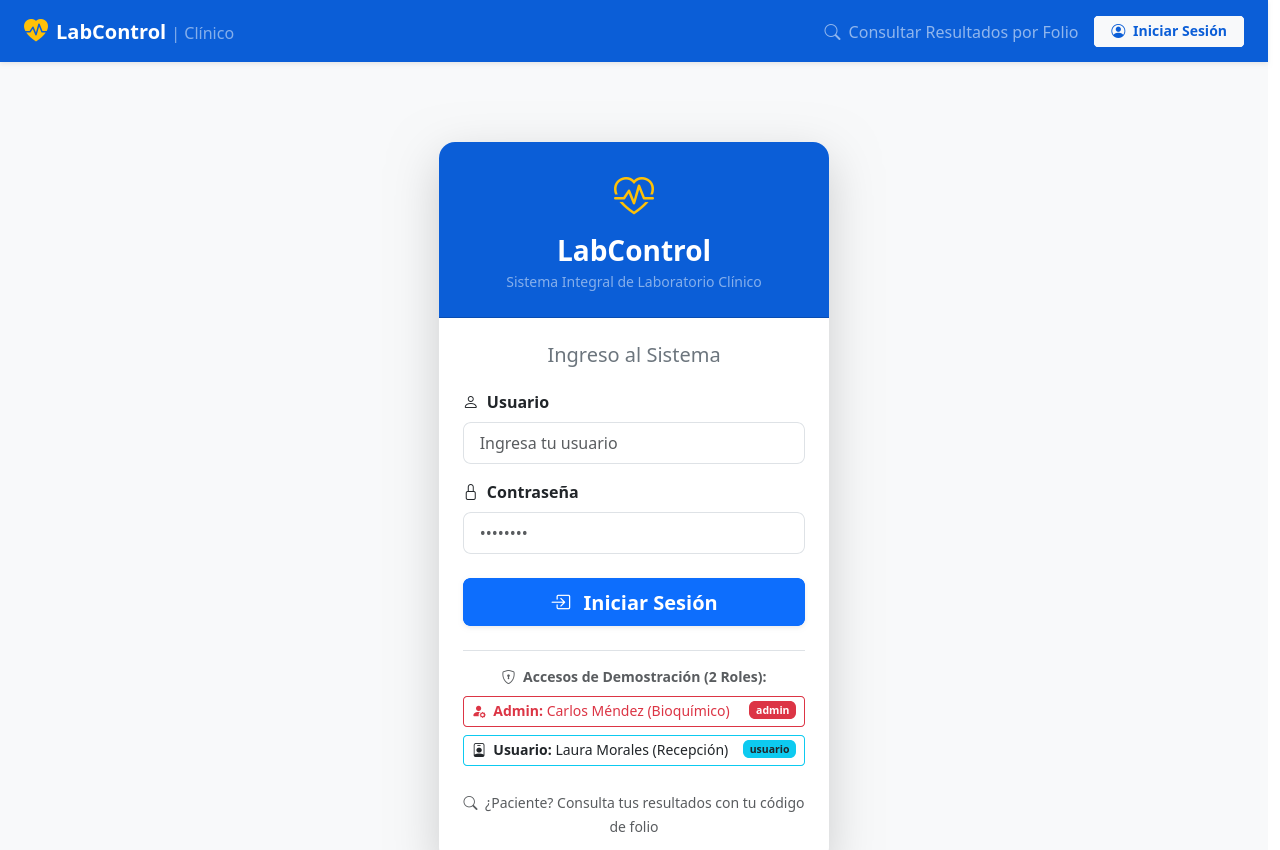 LabControl | Clínico
Consultar Resultados por Folio
Iniciar Sesión
LabControl
Sistema Integral de Laboratorio Clínico
Ingreso al Sistema
Usuario
Ingresa tu usuario
Contraseña
••••••••
Iniciar Sesión
Accesos de Demostración (2 Roles):
Admin: Carlos Méndez (Bioquímico) admin
Usuario: Laura Morales (Recepción) usuario
¿Paciente? Consulta tus resultados con tu código
de folio